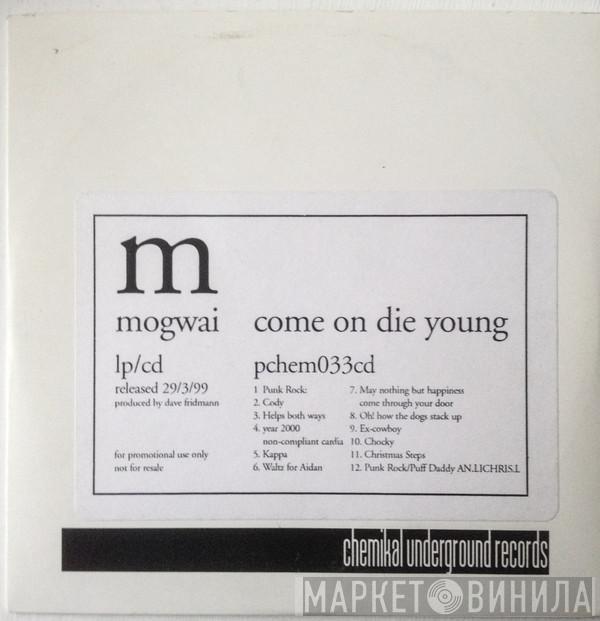 m
mogwai come on die young
lp/cd pchem033cd
released 29/3/99
produced by dave fridmann
for promotional use only
not for resale
1 Punk Rock:
2. Cody
3. Helps both ways
4. year 2000
non-compliant cardia
5. Kappa
6. Waltz for Aidan
7. May nothing but happiness
come through your door
8. Oh! how the dogs stack up
9. Ex-cowboy
10. Chocky
11. Christmas Steps
12. Punk Rock/Puff Daddy AN.LICHRIS.L
chemikal underground records
МАРКЕТ ВИНИЛА